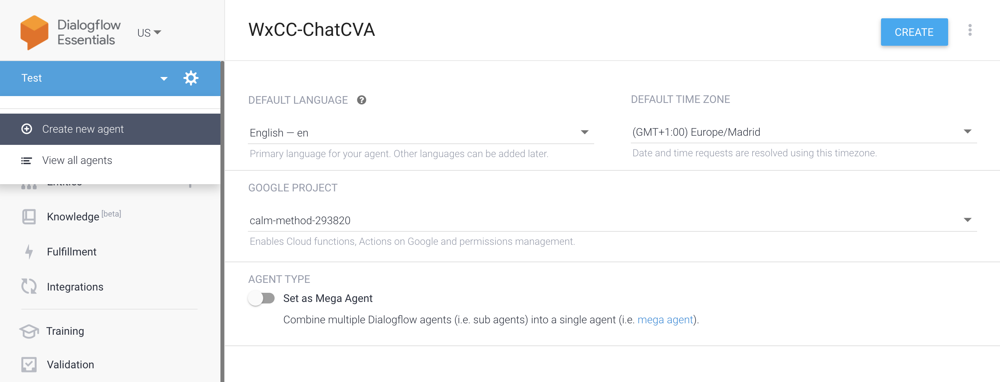 Dialogflow
Essentials
US
WxCC-ChatCVA
CREATE
Test
Create new agent
View all agents
Entities
Knowledge [beta]
Fulfillment
Integrations
Training
Validation
DEFAULT LANGUAGE
English — en
Primary language for your agent. Other languages can be added later.
DEFAULT TIME ZONE
(GMT+1:00) Europe/Madrid
Date and time requests are resolved using this timezone.
GOOGLE PROJECT
calm-method-293820
Enables Cloud functions, Actions on Google and permissions management.
AGENT TYPE
Set as Mega Agent
Combine multiple Dialogflow agents (i.e. sub agents) into a single agent (i.e. mega agent).